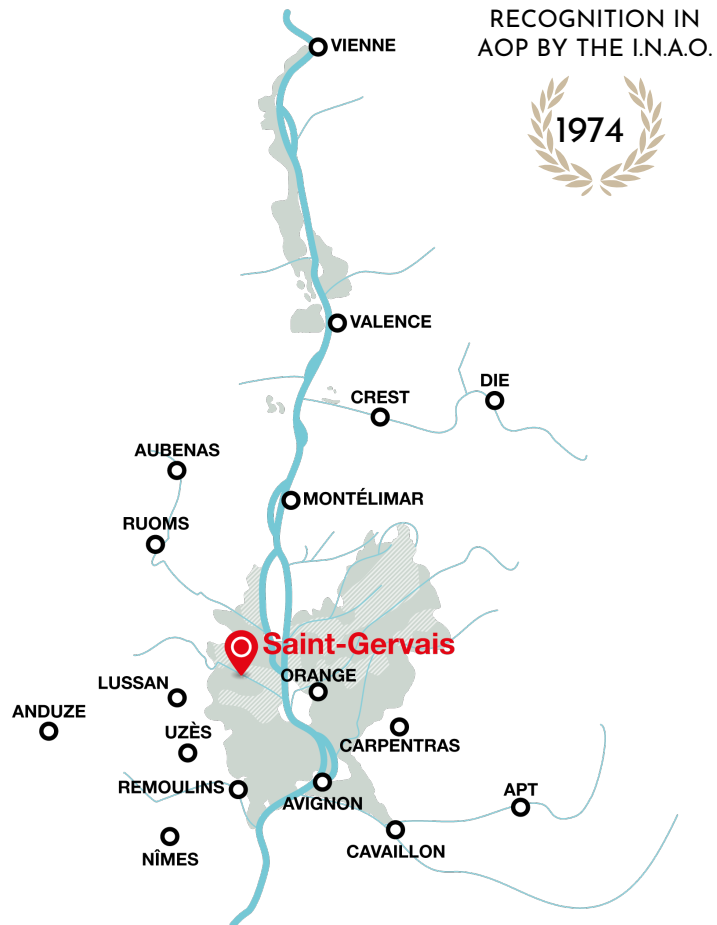 RECOGNITION IN
AOP BY THE I.N.A.O.
1974
VIENNE
VALENCE
DIE
CREST
AUBENAS
MONTÉLIMAR
RUOMS
Saint-Gervais
ORANGE
LUSSAN
ANDUZE
UZÈS
CARPENTRAS
REMOULINS
AVIGNON
APT
CAVAILLON
NÎMES